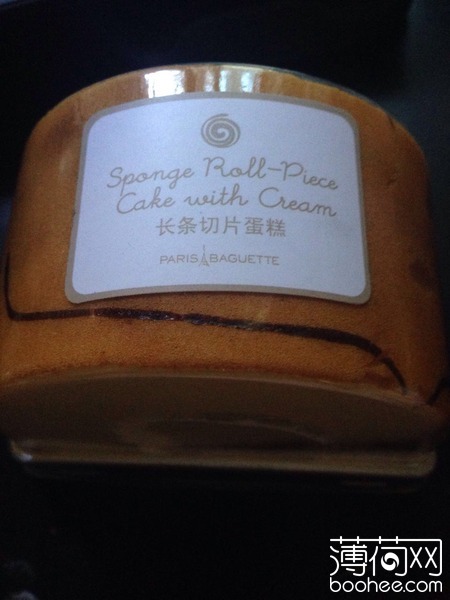 Sponge Roll-Piece
Cake with Cream
长条切片蛋糕
PARIS BAGUETTE
薄荷网
boohee.com